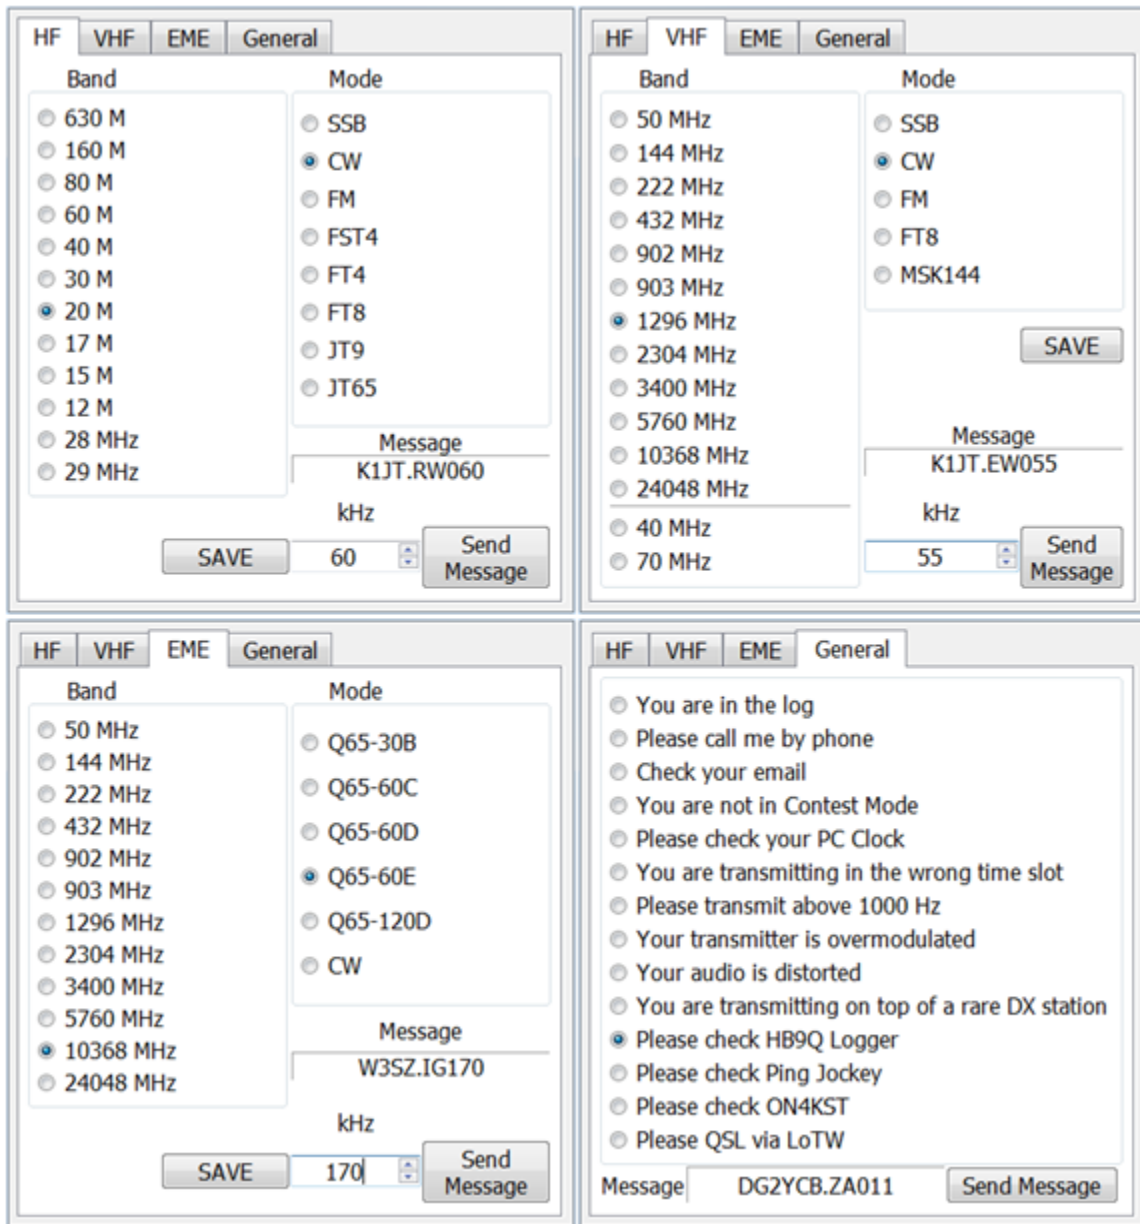 HF VHF EME General
Band Mode
630 M
160 M
80 M
60 M
40 M
30 M
20 M
17 M
15 M
12 M
28 MHz
29 MHz
SSB
CW
FM
FST4
FT4
FT8
JT9
JT65
Message
K1JT.RW060
kHz
SAVE 60 Send Message
HF VHF EME General
Band Mode
50 MHz
144 MHz
222 MHz
432 MHz
902 MHz
903 MHz
1296 MHz
2304 MHz
3400 MHz
5760 MHz
10368 MHz
24048 MHz
40 MHz
70 MHz
SSB
CW
FM
FT8
MSK144
SAVE
Message
K1JT.EW055
kHz
55 Send Message
HF VHF EME General
Band Mode
50 MHz
144 MHz
222 MHz
432 MHz
902 MHz
903 MHz
1296 MHz
2304 MHz
3400 MHz
5760 MHz
10368 MHz
24048 MHz
Q65-30B
Q65-60C
Q65-60D
Q65-60E
Q65-120D
CW
Message
W3SZ.IG170
kHz
SAVE 170 Send Message
HF VHF EME General
You are in the log
Please call me by phone
Check your email
You are not in Contest Mode
Please check your PC Clock
You are transmitting in the wrong time slot
Please transmit above 1000 Hz
Your transmitter is overmodulated
Your audio is distorted
You are transmitting on top of a rare DX station
Please check HB9Q Logger
Please check Ping Jockey
Please check ON4KST
Please QSL via LoTW
Message DG2YCB.ZA011 Send Message